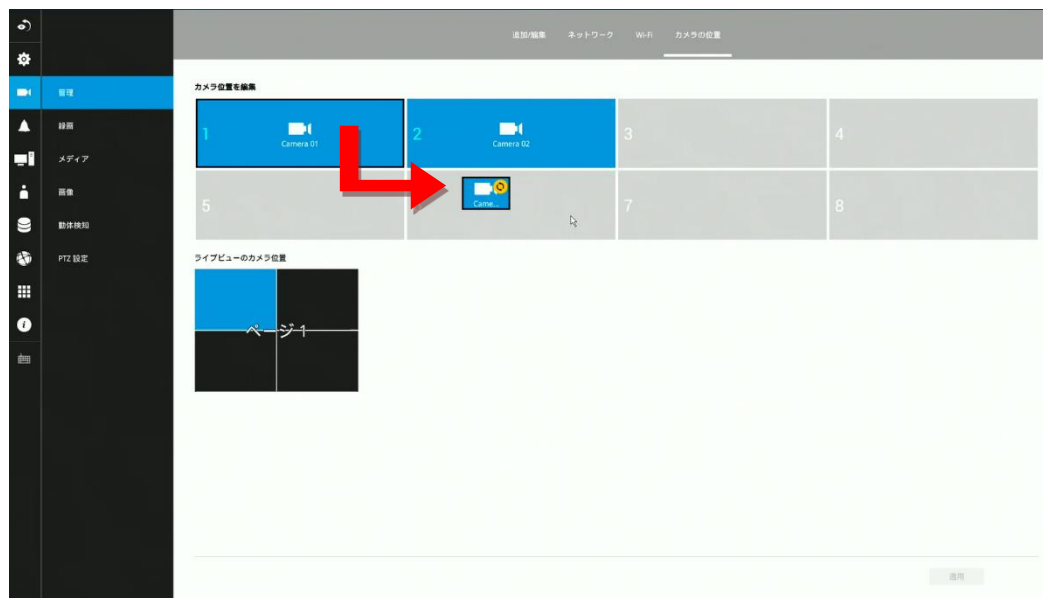 追加/編集 ネットワーク Wi-Fi カメラの位置
管理
録画
メディア
画像
動体検知
PTZ 設定
カメラ位置を編集
1 Camera 01
2 Camera 02
3
4
5
Came...
7
8
ライブビューのカメラ位置
ページ 1
適用